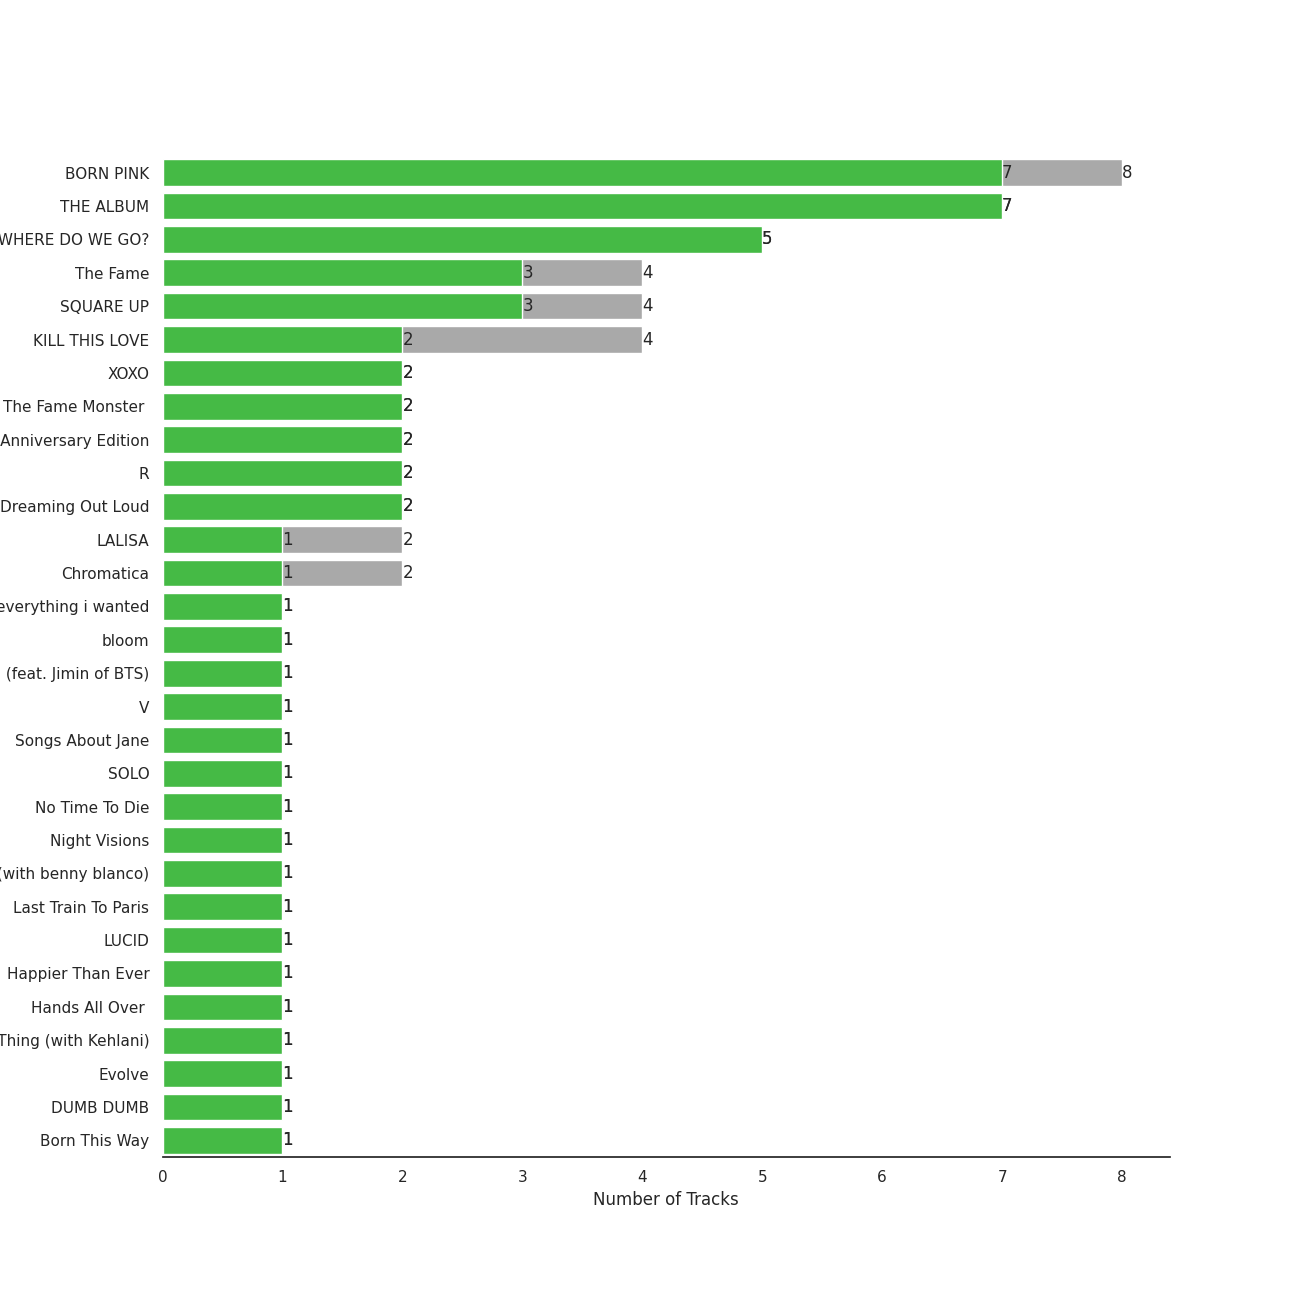 BORN PINK 7 8
THE ALBUM 7
WHERE DO WE GO? 5
The Fame 3 4
SQUARE UP 3 4
KILL THIS LOVE 2 4
XOXO 2
The Fame Monster 2
Anniversary Edition 2
R 2
Dreaming Out Loud 2
LALISA 1 2
Chromatica 1 2
everything i wanted 1
bloom 1
(feat. Jimin of BTS) 1
V 1
Songs About Jane 1
SOLO 1
No Time To Die 1
Night Visions 1
(with benny blanco) 1
Last Train To Paris 1
LUCID 1
Happier Than Ever 1
Hands All Over 1
Thing (with Kehlani) 1
Evolve 1
DUMB DUMB 1
Born This Way 1
0 1 2 3 4 5 6 7 8
Number of Tracks